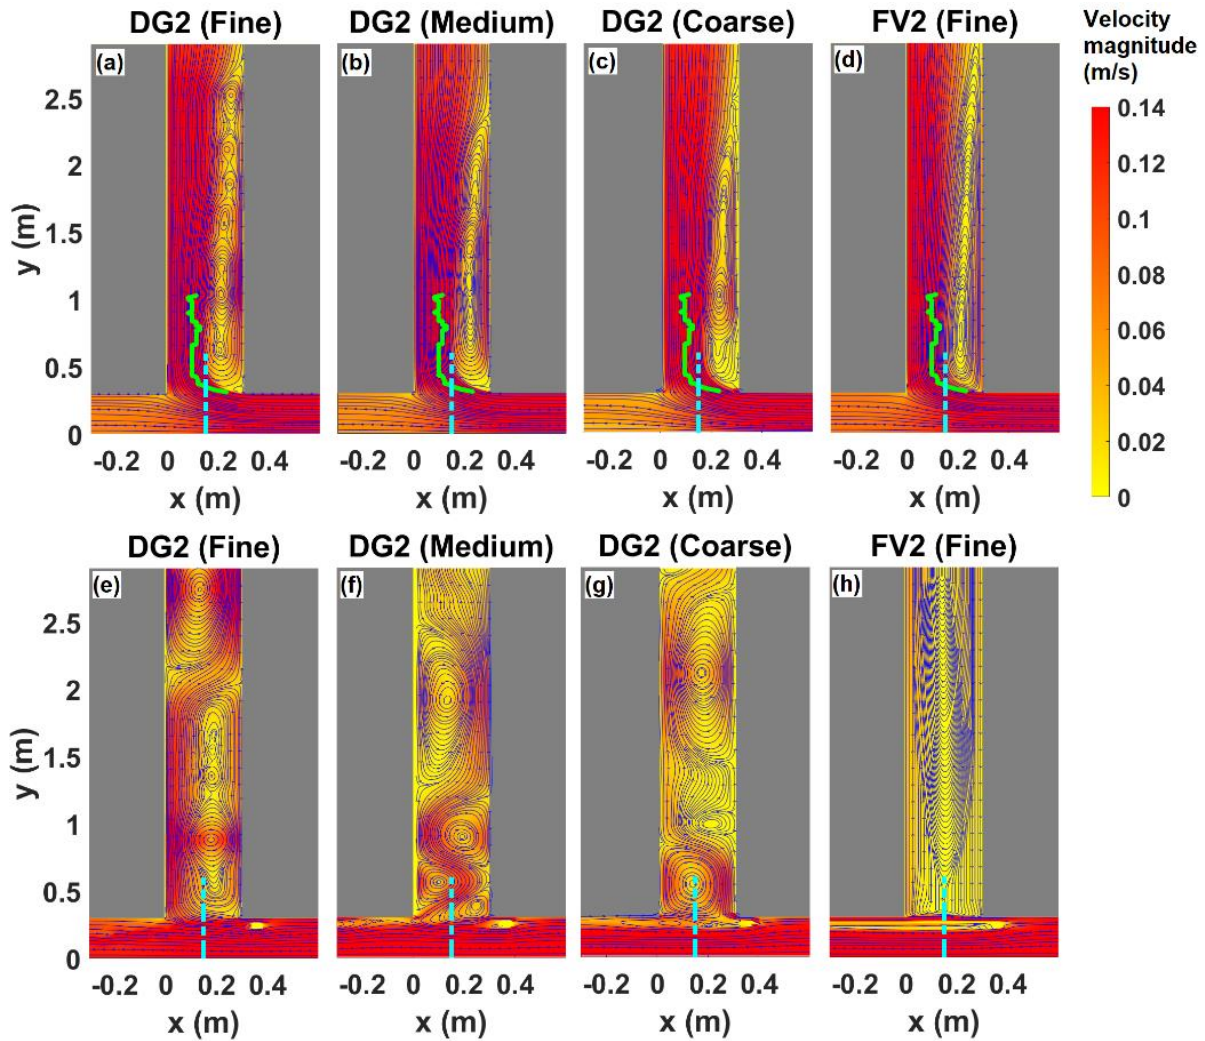 DG2 (Fine) DG2 (Medium) DG2 (Coarse) FV2 (Fine)
Velocity
magnitude
(m/s)
(a) (b) (c) (d)
y (m)
2.5
2
1.5
1
0.5
0
0.14
0.12
0.1
0.08
0.06
0.04
0.02
0
-0.2 0 0.2 0.4 -0.2 0 0.2 0.4 -0.2 0 0.2 0.4 -0.2 0 0.2 0.4
x (m) x (m) x (m) x (m)
DG2 (Fine) DG2 (Medium) DG2 (Coarse) FV2 (Fine)
(e) (f) (g) (h)
y (m)
2.5
2
1.5
1
0.5
0
-0.2 0 0.2 0.4 -0.2 0 0.2 0.4 -0.2 0 0.2 0.4 -0.2 0 0.2 0.4
x (m) x (m) x (m) x (m)